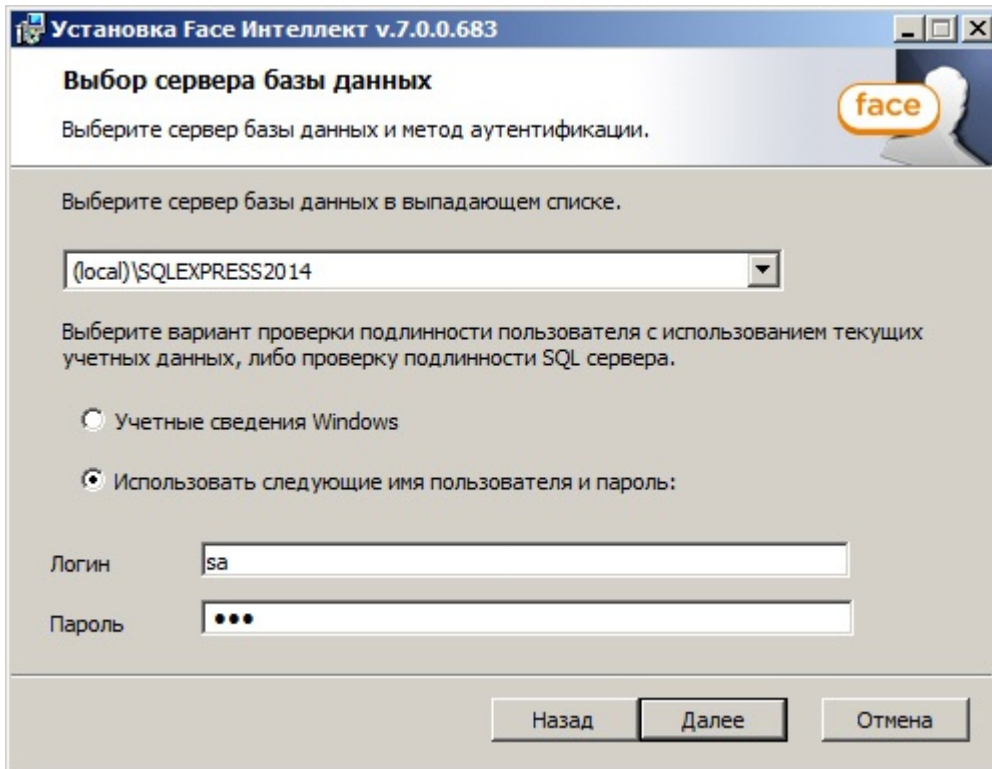 Установка Face Интеллект v.7.0.0.683
Выбор сервера базы данных
Выберите сервер базы данных и метод аутентификации.
face
Выберите сервер базы данных в выпадающем списке.
(local)\SQLEXPRESS2014
Выберите вариант проверки подлинности пользователя с использованием текущих
учетных данных, либо проверку подлинности SQL сервера.
Учетные сведения Windows
Использовать следующие имя пользователя и пароль:
Логин
sa
Пароль
•••
Назад
Далее
Отмена